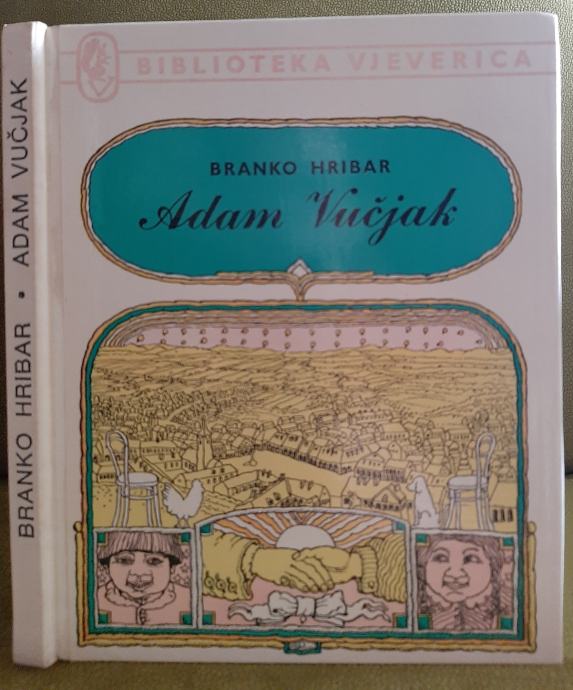 BIBLIOTEKA VJEVERICA
BRANKO HRIBAR
Adam Vučjak
BRANKO HRIBAR • ADAM VUČJAK